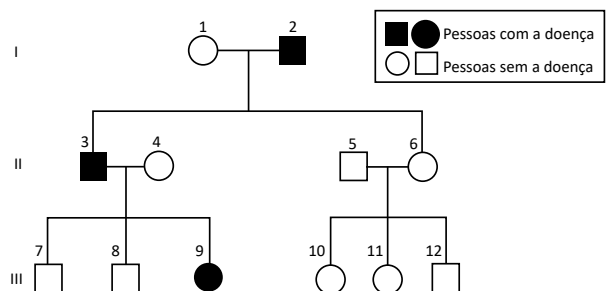 1 2
I
Pessoas com a doença
Pessoas sem a doença
3 4 5 6
II
7 8 9 10 11 12
III